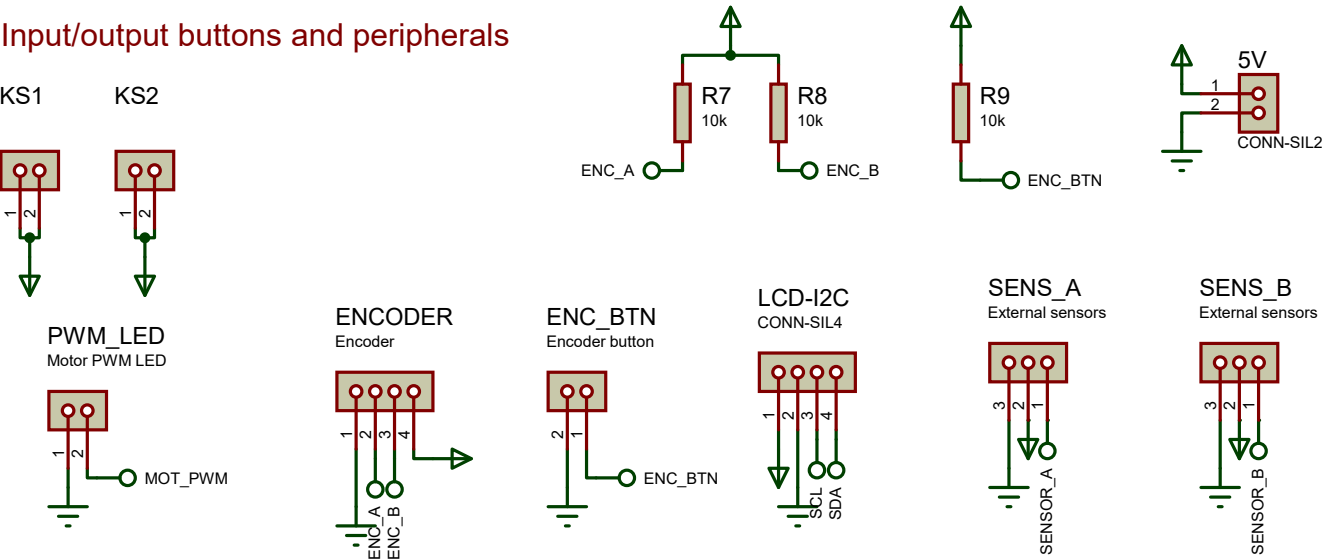 Input/output buttons and peripherals
KS1
KS2
1
2
1
2
R7
10k
R8
10k
ENC_A
ENC_B
R9
10k
ENC_BTN
5V
1
2
CONN-SIL2
PWM_LED
Motor PWM LED
1
2
MOT_PWM
ENCODER
Encoder
1
2
3
4
ENC_A
ENC_B
ENC_BTN
Encoder button
2
1
ENC_BTN
LCD-I2C
CONN-SIL4
1
2
3
4
SCL
SDA
SENS_A
External sensors
3
2
1
SENSOR_A
SENS_B
External sensors
3
2
1
SENSOR_B